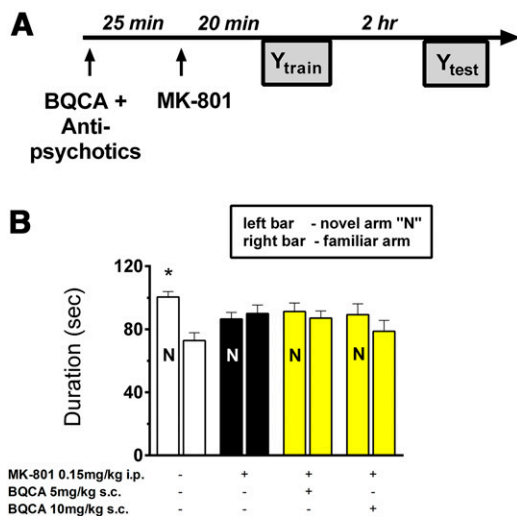 A
25 min 20 min 2 hr
Ytrain Ytest
BQCA +
Anti-
psychotics
MK-801
B
left bar - novel arm "N"
right bar - familiar arm
Duration (sec)
120
80
40
0
*
N N N N
MK-801 0.15mg/kg i.p. - + + +
BQCA 5mg/kg s.c. - - + -
BQCA 10mg/kg s.c. - - - +